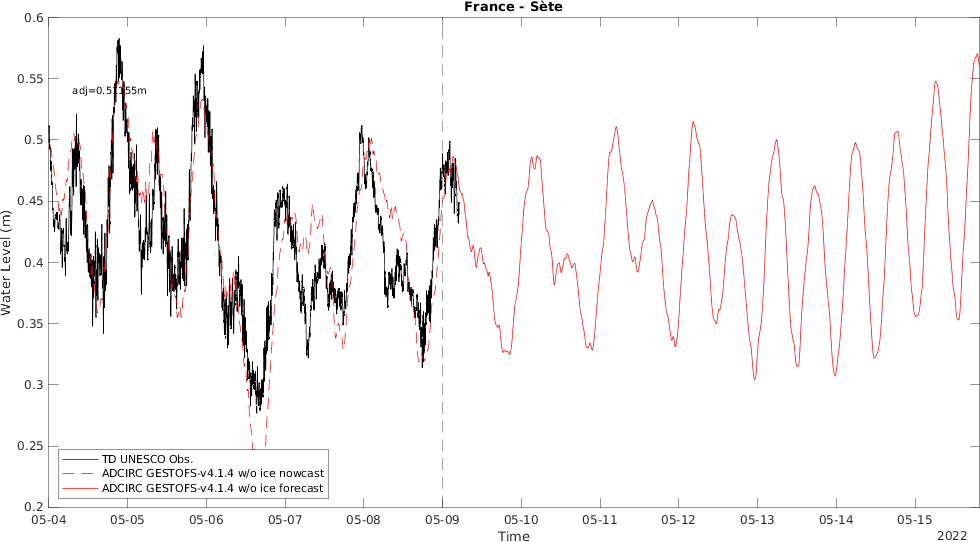 France - Sète
0.6
0.55
adj=0.51155m
0.5
0.45
0.4
0.35
0.3
0.25
0.2
Water Level (m)
TD UNESCO Obs.
ADCIRC GESTOFS-v4.1.4 w/o ice nowcast
ADCIRC GESTOFS-v4.1.4 w/o ice forecast
05-04 05-05 05-06 05-07 05-08 05-09 05-10 05-11 05-12 05-13 05-14 05-15
Time
2022